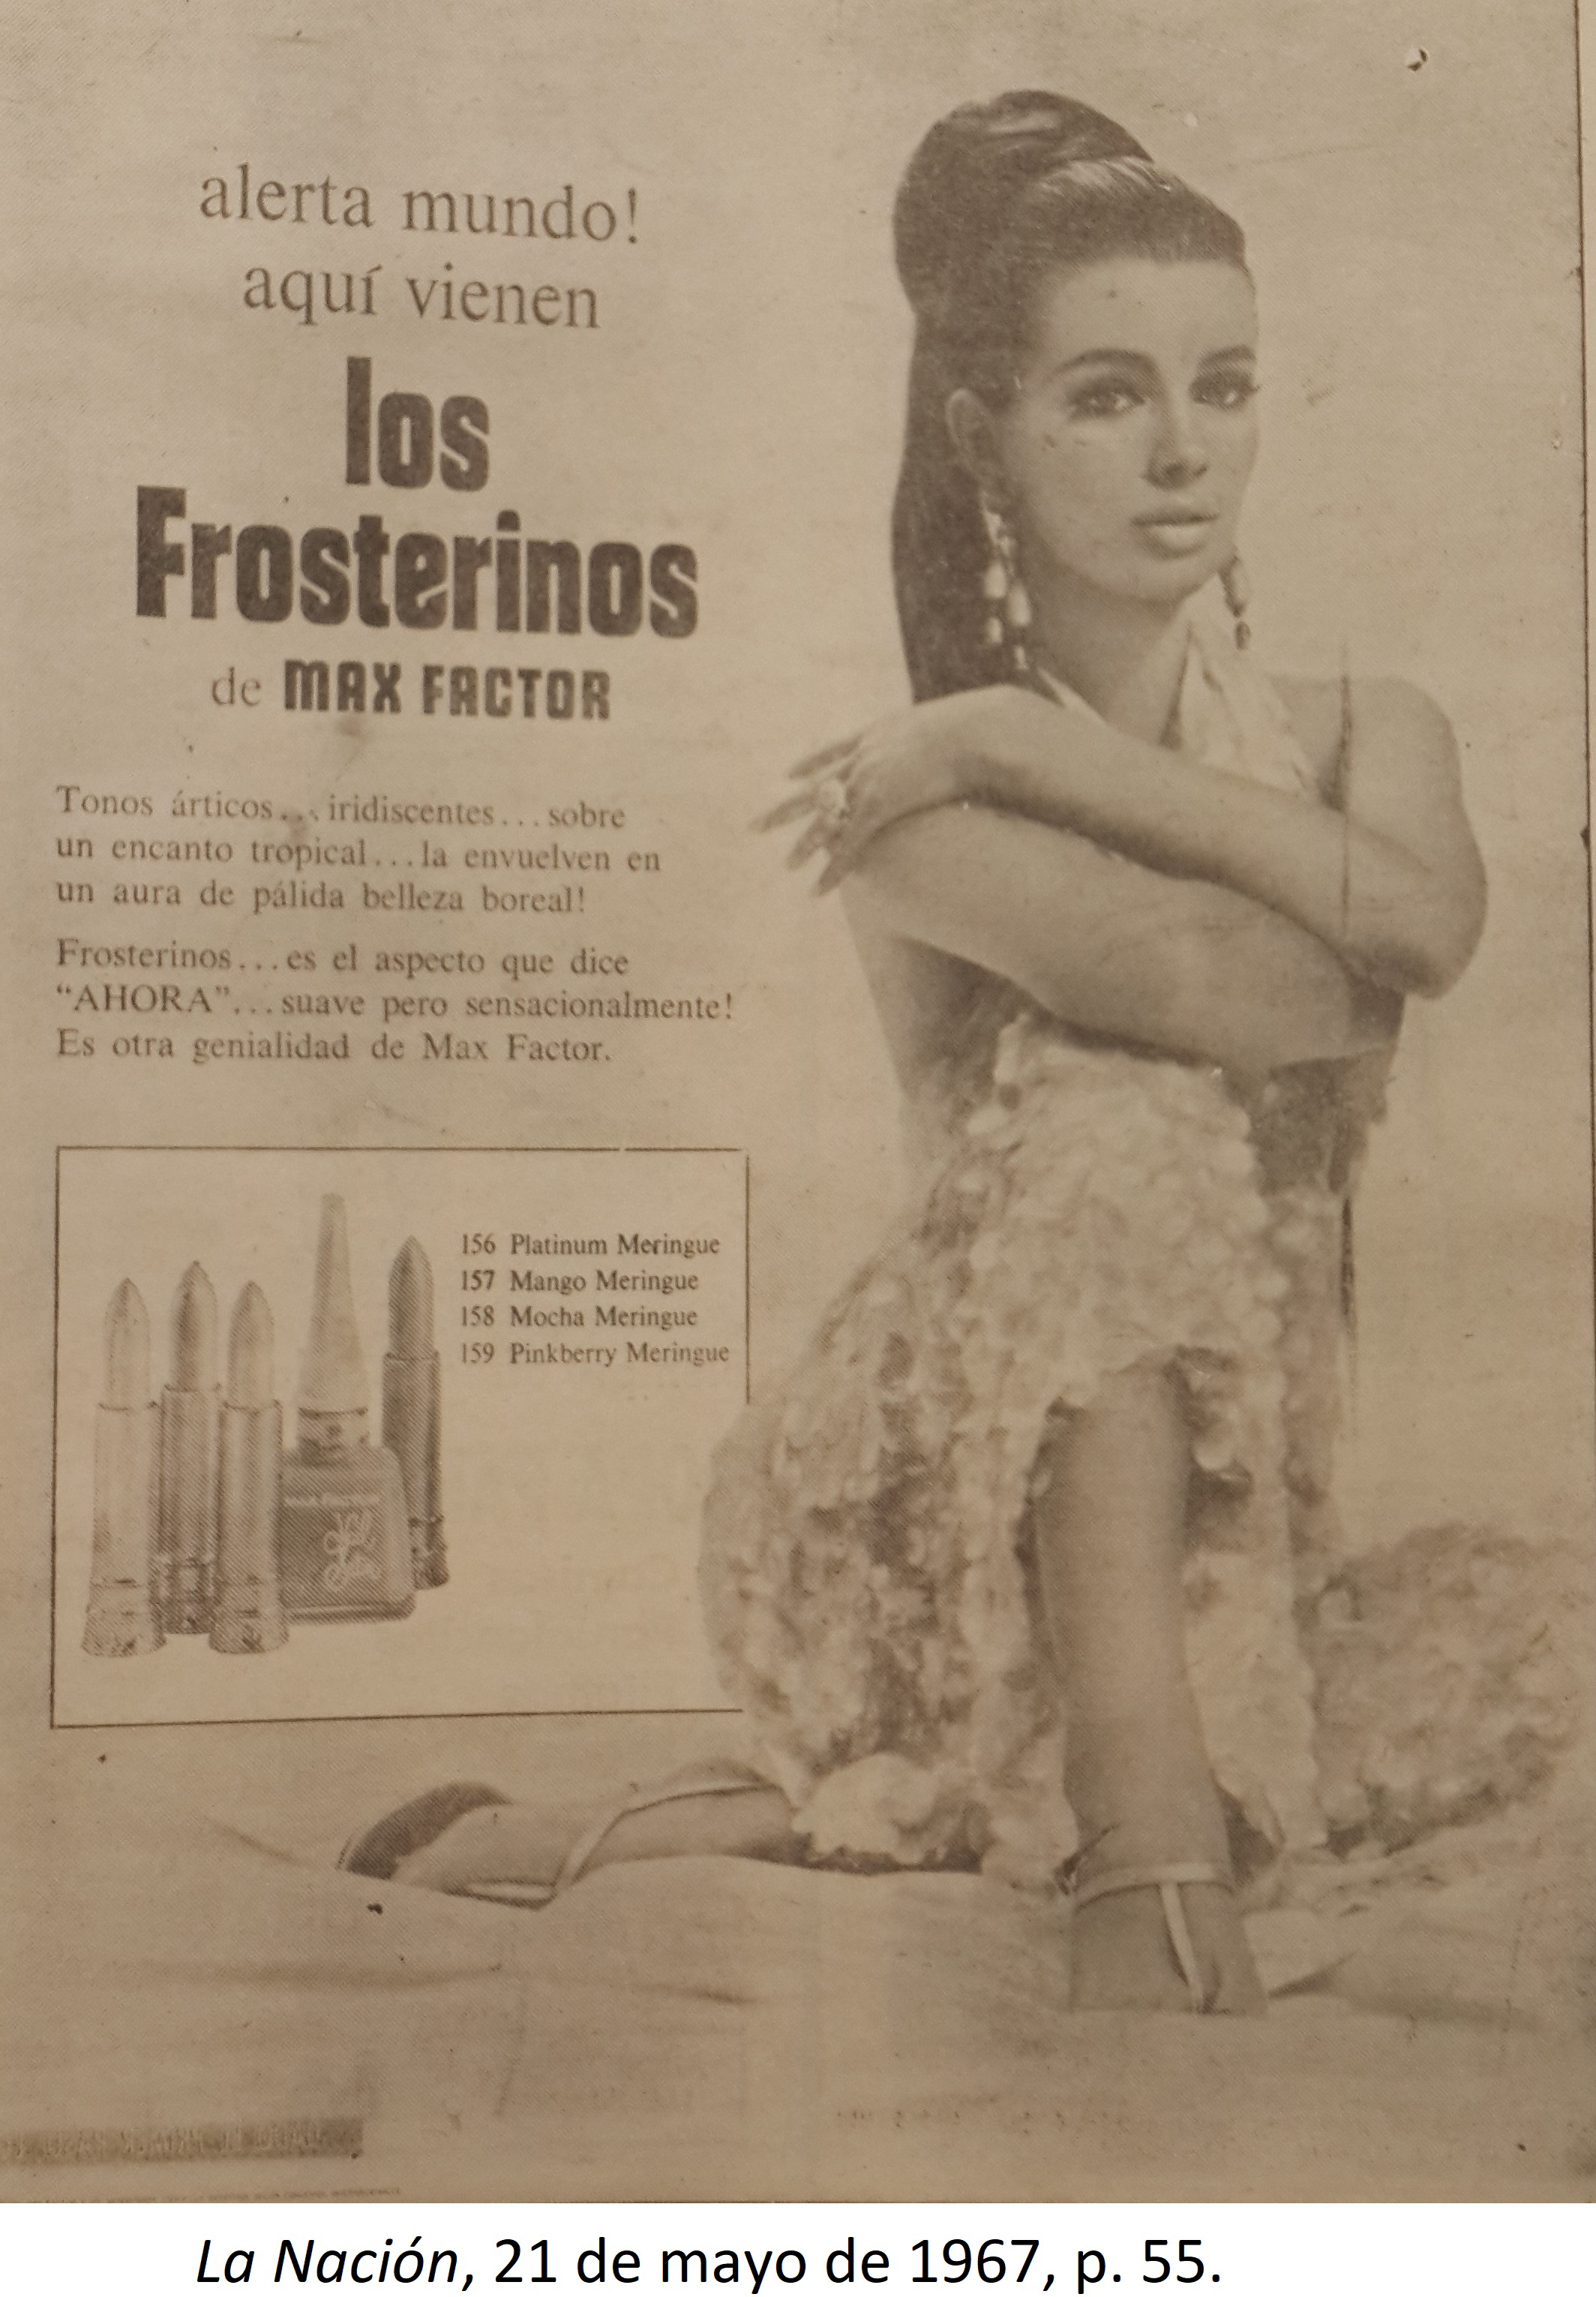 alerta mundo!
aquí vienen
los
Frosterinos
de MAX FACTOR
Tonos árticos...iridiscentes...sobre
un encanto tropical...la envuelven en
un aura de pálida belleza boreal!
Frosterinos...es el aspecto que dice
“AHORA”...suave pero sensacionalmente!
Es otra genialidad de Max Factor.
156 Platinum Meringue
157 Mango Meringue
158 Mocha Meringue
159 Pinkberry Meringue
La Nación, 21 de mayo de 1967, p. 55.